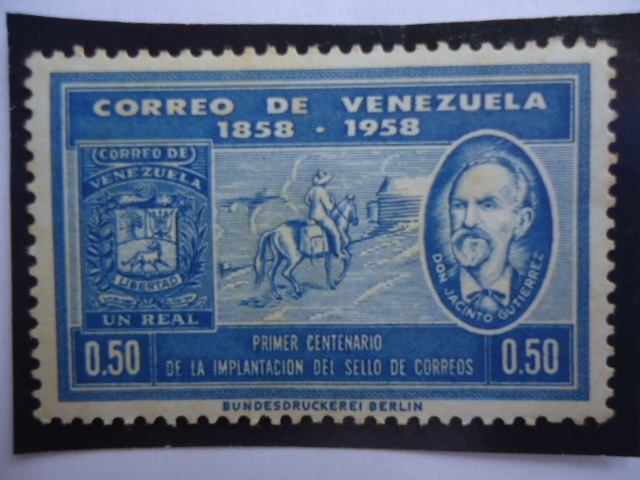 CORREO DE VENEZUELA
1858 · 1958
CORREO DE
VENEZUELA
LIBERTAD
UN REAL
DON JACINTO GUTIERREZ
0.50
PRIMER CENTENARIO
DE LA IMPLANTACION DEL SELLO DE CORREOS
0.50
BUNDESDRUCKEREI BERLIN